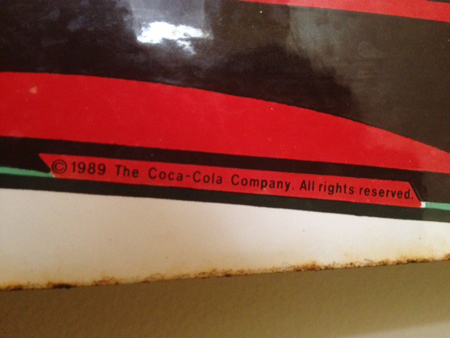 © 1989 The Coca-Cola Company. All rights reserved.